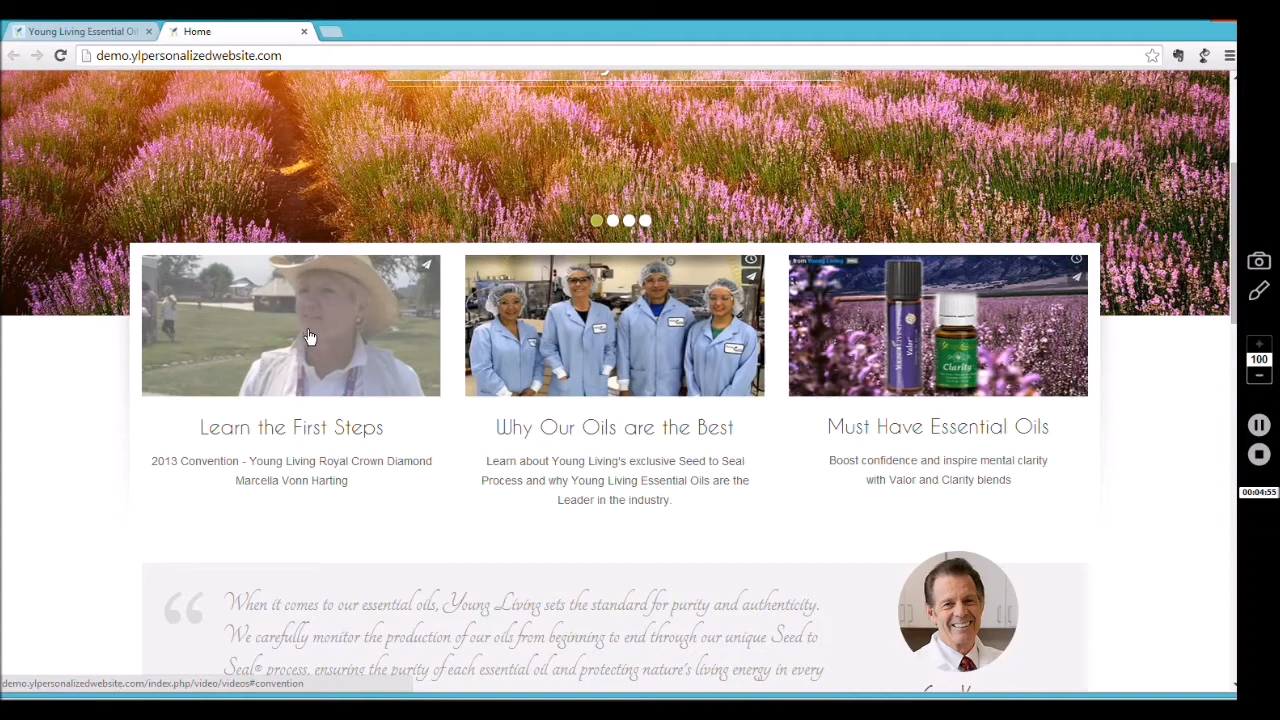 Young Living Essential Oil
Home
demo.ylpersonalizedwebsite.com
from Young Living
Valor
Clarity
Learn the First Steps
Why Our Oils are the Best
Must Have Essential Oils
2013 Convention - Young Living Royal Crown Diamond
Marcella Vonn Harting
Learn about Young Living's exclusive Seed to Seal
Process and why Young Living Essential Oils are the
Leader in the industry.
Boost confidence and inspire mental clarity
with Valor and Clarity blends
100
00:04:55
When it comes to our essential oils, Young Living sets the standard for purity and authenticity.
We carefully monitor the production of our oils from beginning to end through our unique Seed to
Seal® process, ensuring the purity of each essential oil and protecting nature's living energy in every
demo.ylpersonalizedwebsite.com/index.php/video/videos#convention